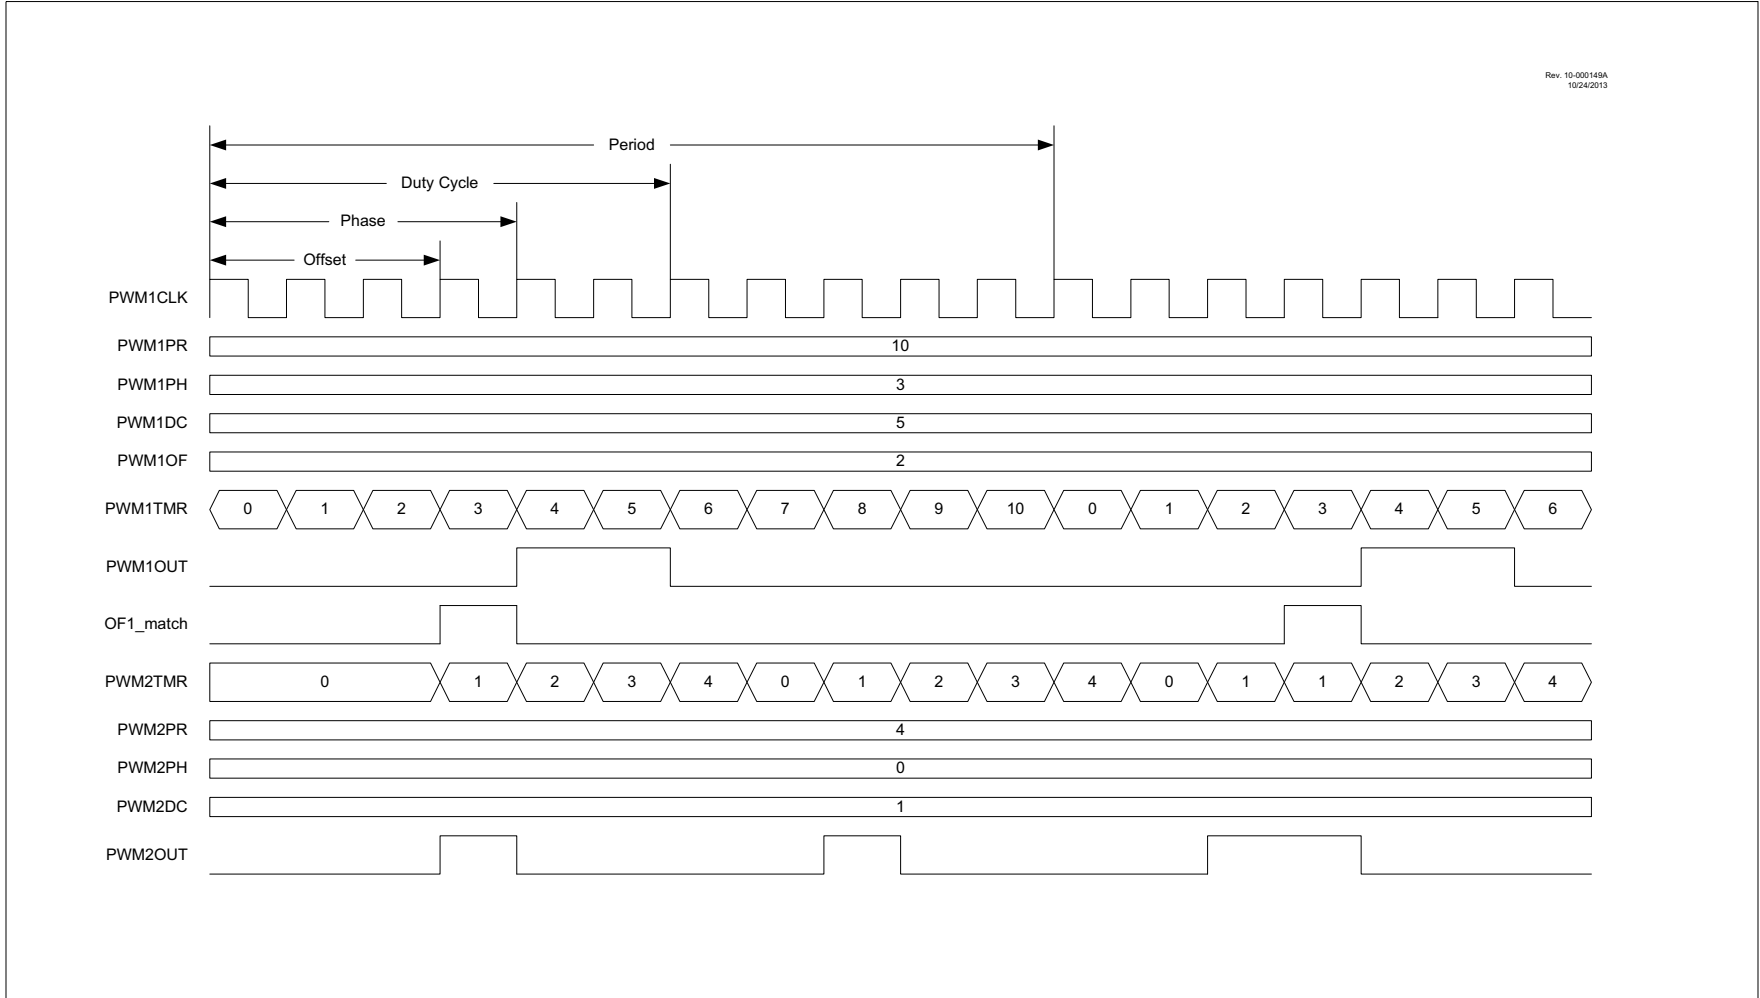 Rev. 10-000149A
10/24/2013
Period
Duty Cycle
Phase
Offset
PWM1CLK
PWM1PR 10
PWM1PH 3
PWM1DC 5
PWM1OF 2
PWM1TMR 0 1 2 3 4 5 6 7 8 9 10 0 1 2 3 4 5 6
PWM1OUT
OF1_match
PWM2TMR 0 1 2 3 4 0 1 2 3 4 0 1 1 2 3 4
PWM2PR 4
PWM2PH 0
PWM2DC 1
PWM2OUT